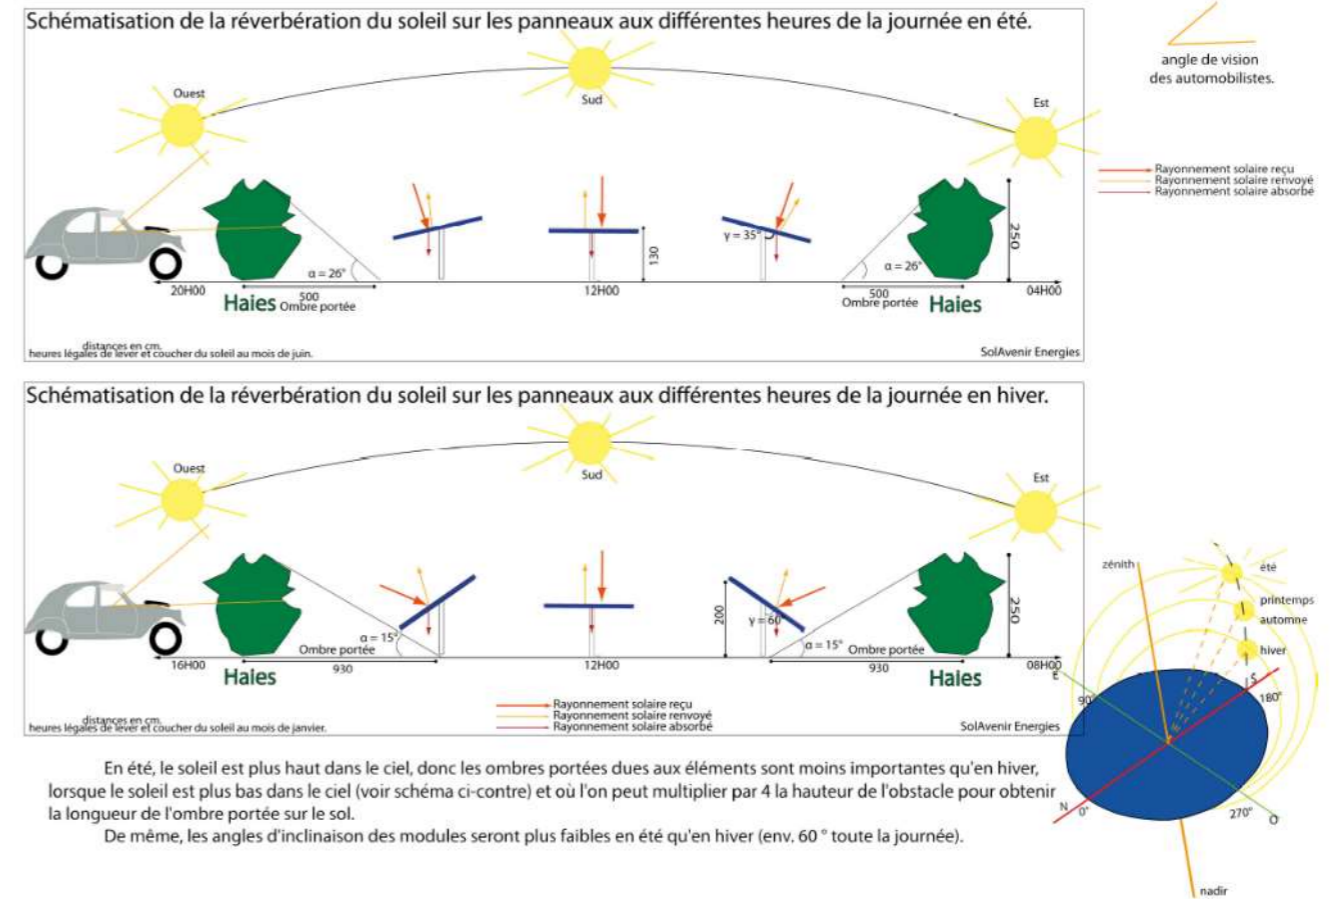 Schématisation de la réverbération du soleil sur les panneaux aux différentes heures de la journée en été.
Ouest
Sud
Est
γ = 35°
130
250
α = 26°
α = 26°
20H00
500
12H00
500
04H00
Haies
Ombre portée
Ombre portée
Haies
distances en cm.
heures légales de lever et coucher du soleil au mois de juin.
SolAvenir Energies
angle de vision
des automobilistes.
Rayonnement solaire reçu
Rayonnement solaire renvoyé
Rayonnement solaire absorbé
Schématisation de la réverbération du soleil sur les panneaux aux différentes heures de la journée en hiver.
Ouest
Sud
Est
200
γ = 60°
250
α = 15°
α = 15°
Ombre portée
Ombre portée
16H00
930
12H00
930
08H00
Haies
Haies
Rayonnement solaire reçu
Rayonnement solaire renvoyé
Rayonnement solaire absorbé
distances en cm.
heures légales de lever et coucher du soleil au mois de janvier.
SolAvenir Energies
zénith
été
printemps
automne
hiver
E
S
90°
180°
N
0°
270°
O
nadir
En été, le soleil est plus haut dans le ciel, donc les ombres portées dues aux éléments sont moins importantes qu'en hiver,
lorsque le soleil est plus bas dans le ciel (voir schéma ci-contre) et où l'on peut multiplier par 4 la hauteur de l'obstacle pour obtenir
la longueur de l'ombre portée sur le sol.
De même, les angles d'inclinaison des modules seront plus faibles en été qu'en hiver (env. 60 ° toute la journée).